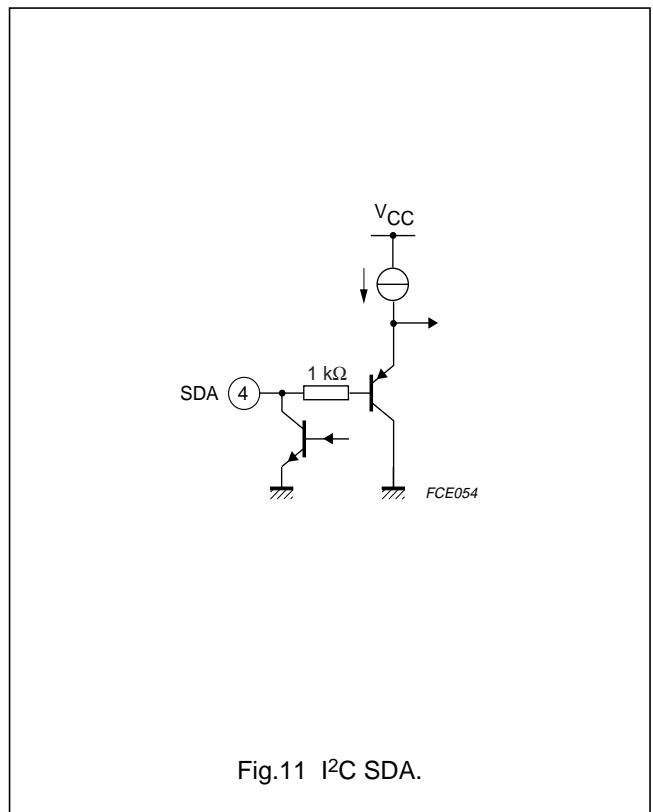 VCC
1 kΩ
SDA 4
FCE054
Fig.11 I²C SDA.